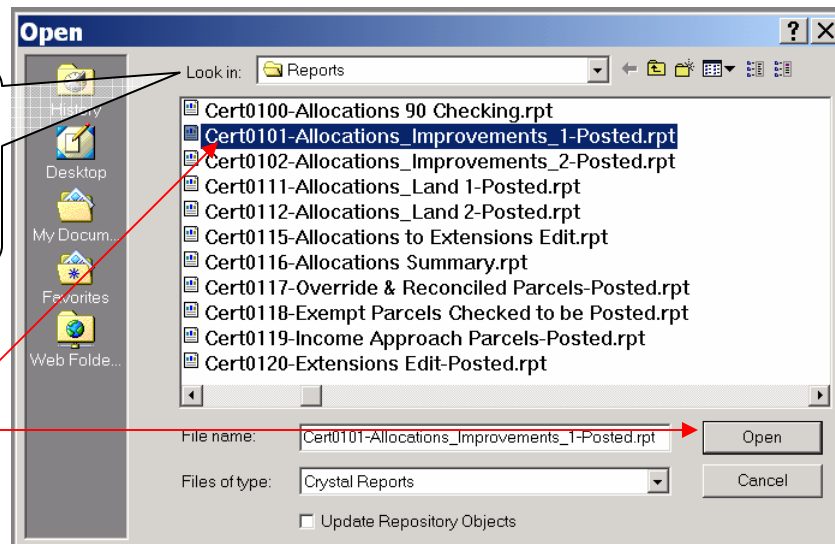 Open
Look in: Reports
History
Desktop
My Docum...
Favorites
Web Folde...
Cert0100-Allocations 90 Checking.rpt
Cert0101-Allocations_Improvements_1-Posted.rpt
Cert0102-Allocations_Improvements_2-Posted.rpt
Cert0111-Allocations_Land 1-Posted.rpt
Cert0112-Allocations_Land 2-Posted.rpt
Cert0115-Allocations to Extensions Edit.rpt
Cert0116-Allocations Summary.rpt
Cert0117-Override & Reconciled Parcels-Posted.rpt
Cert0118-Exempt Parcels Checked to be Posted.rpt
Cert0119-Income Approach Parcels-Posted.rpt
Cert0120-Extensions Edit-Posted.rpt
File name: Cert0101-Allocations_Improvements_1-Posted.rpt Open
Files of type: Crystal Reports Cancel
Update Repository Objects